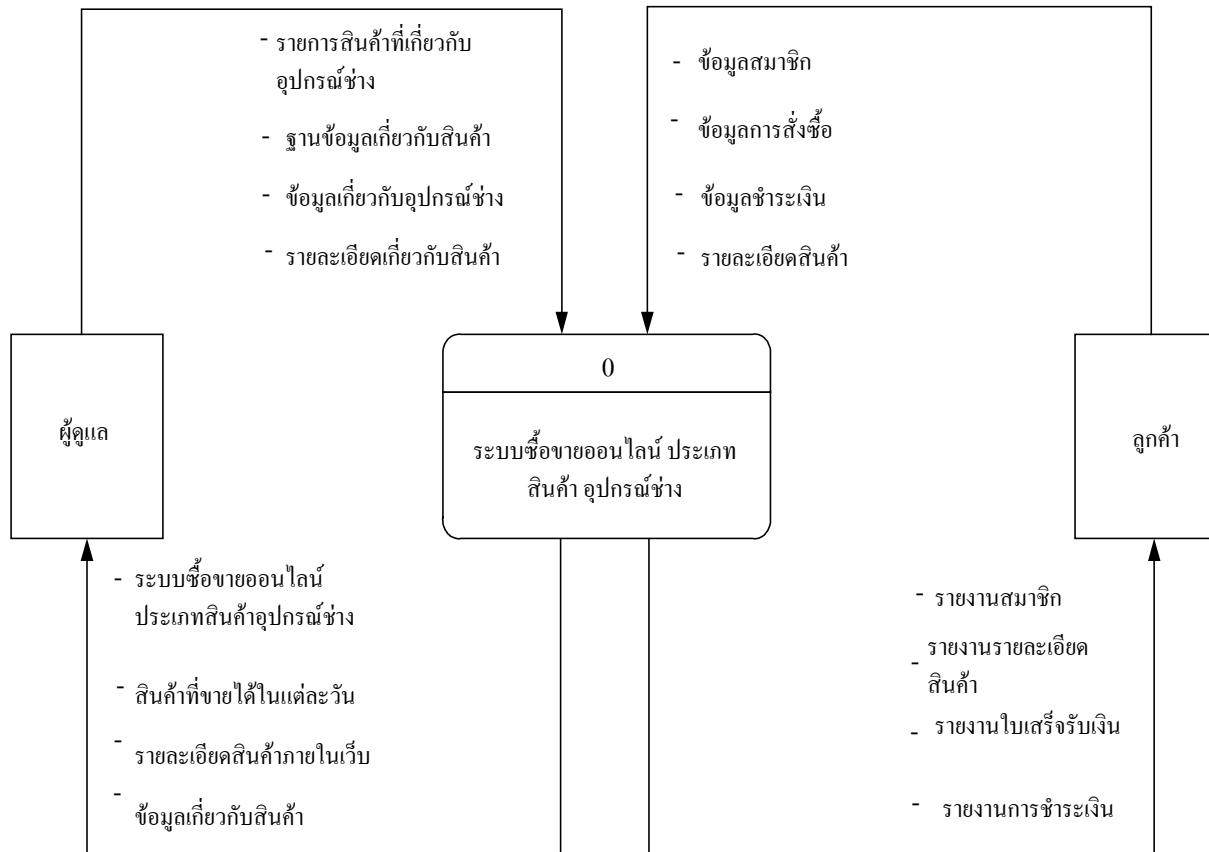 - รายการสินค้าที่เกี่ยวกับ
อุปกรณ์ช่าง
- ฐานข้อมูลเกี่ยวกับสินค้า
- ข้อมูลเกี่ยวกับอุปกรณ์ช่าง
- รายละเอียดเกี่ยวกับสินค้า
- ข้อมูลสมาชิก
- ข้อมูลการสั่งซื้อ
- ข้อมูลชำระเงิน
- รายละเอียดสินค้า
ผู้ดูแล
0
ระบบซื้อขายออนไลน์ ประเภท
สินค้า อุปกรณ์ช่าง
ลูกค้า
- ระบบซื้อขายออนไลน์
ประเภทสินค้าอุปกรณ์ช่าง
- สินค้าที่ขายได้ในแต่ละวัน
- รายละเอียดสินค้าภายในเว็บ
- ข้อมูลเกี่ยวกับสินค้า
- รายงานสมาชิก
- รายงานรายละเอียด
สินค้า
- รายงานใบเสร็จรับเงิน
- รายงานการชำระเงิน